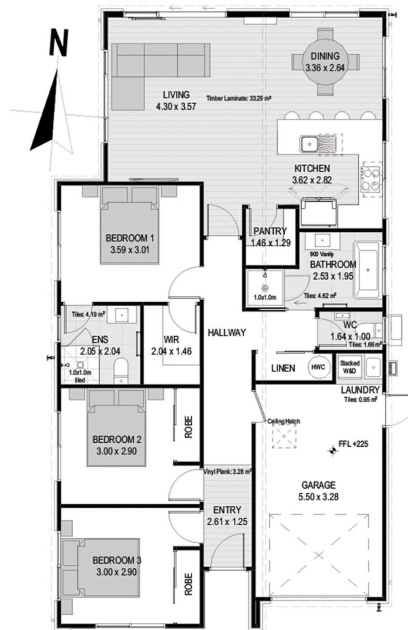 N
DINING
3.36 x 2.64
LIVING
4.30 x 3.57
Timber Laminate: 33.29 m²
KITCHEN
3.62 x 2.82
BEDROOM 1
3.59 x 3.01
PANTRY
1.46 x 1.29
900 Vanity
BATHROOM
2.53 x 1.95
1.0x1.0m
Tiles: 4.62 m²
Tiles: 4.19 m²
ENS
2.05 x 2.04
1.0x1.0m
tiled
WIR
2.04 x 1.46
HALLWAY
WC
1.64 x 1.00
Tiles: 1.66 m²
LINEN
HWC
Stacked
W&D
LAUNDRY
Tiles: 0.95 m²
BEDROOM 2
3.00 x 2.90
ROBE
Ceiling Hatch
FFL +225
Vinyl Plank: 3.28 m²
GARAGE
5.50 x 3.28
ENTRY
2.61 x 1.25
BEDROOM 3
3.00 x 2.90
ROBE